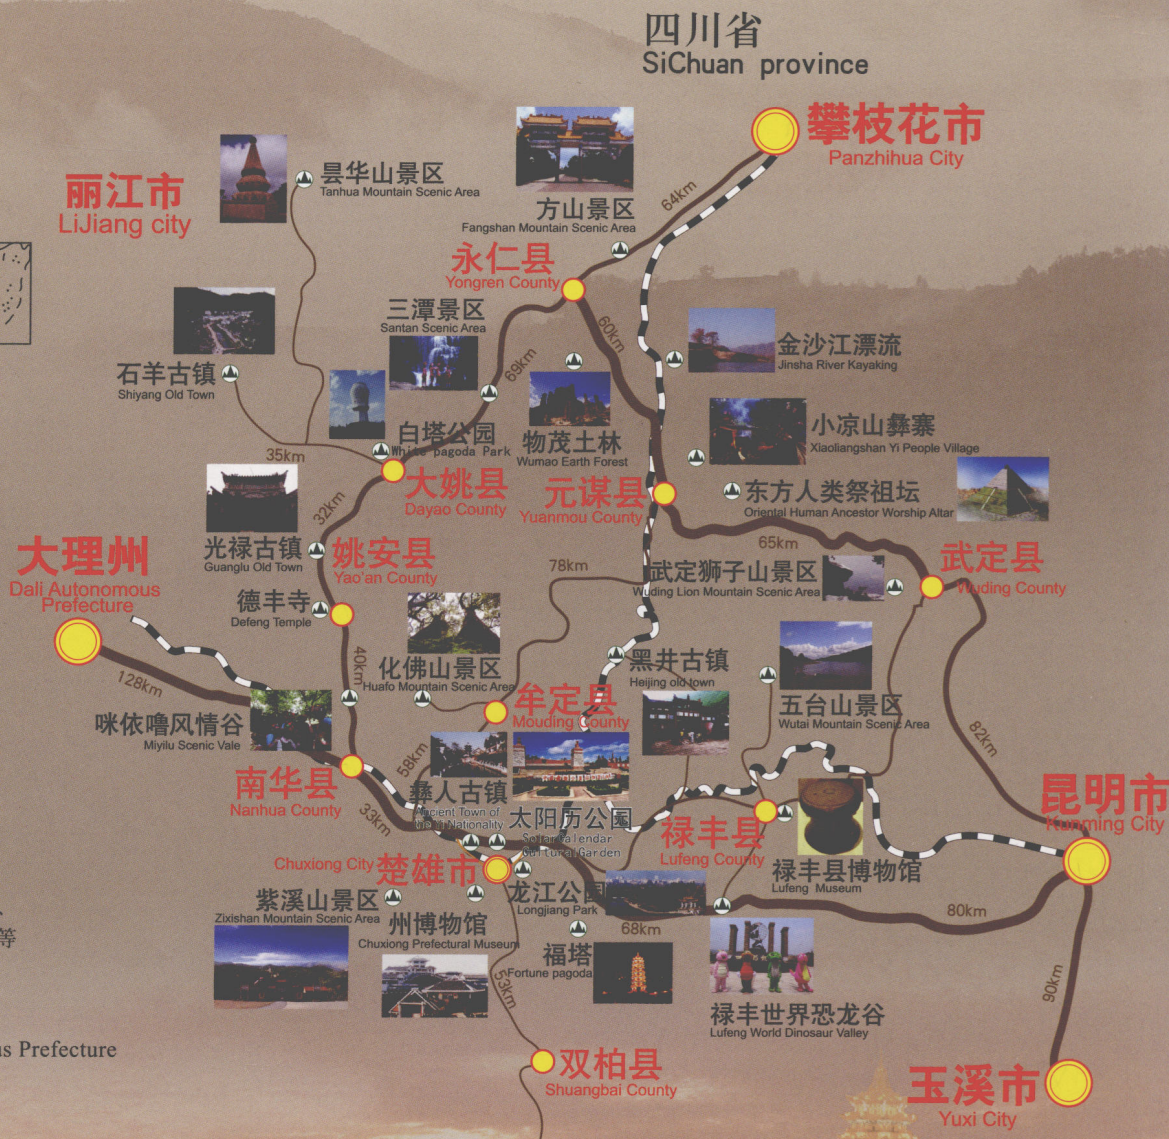 四川省
SiChuan province
攀枝花市
Panzhihua City
丽江市
LiJiang city
昙华山景区
Tanhua Mountain Scenic Area
方山景区
Fangshan Mountain Scenic Area
64km
永仁县
Yongren County
三潭景区
Santan Scenic Area
60km
69km
金沙江漂流
Jinsha River Kayaking
石羊古镇
Shiyang Old Town
白塔公园
White pagoda Park
物茂土林
Wumao Earth Forest
小凉山彝寨
Xiaoliangshan Yi People Village
35km
大姚县
Dayao County
元谋县
Yuanmou County
东方人类祭祖坛
Oriental Human Ancestor Worship Altar
32km
光禄古镇
Guanglu Old Town
姚安县
Yao'an County
65km
武定县
Wuding County
大理州
Dali Autonomous
Prefecture
78km
武定狮子山景区
Wuding Lion Mountain Scenic Area
德丰寺
Defeng Temple
128km
40km
化佛山景区
Huafo Mountain Scenic Area
黑井古镇
Heijing old town
牟定县
Mouding County
五台山景区
Wutai Mountain Scenic Area
咪依噜风情谷
Miyilu Scenic Vale
82km
58km
南华县
Nanhua County
33km
彝人古镇
Ancient Town of
the Yi Nationality
太阳历公园
Solar Calendar
Cultural Garden
禄丰县
Lufeng County
昆明市
Kunming City
Chuxiong City
楚雄市
禄丰县博物馆
Lufeng Museum
紫溪山景区
Zixishan Mountain Scenic Area
州博物馆
Chuxiong Prefectural Museum
龙江公园
Longjiang Park
68km
80km
福塔
Fortune pagoda
等
53km
90km
禄丰世界恐龙谷
Lufeng World Dinosaur Valley
us Prefecture
双柏县
Shuangbai County
玉溪市
Yuxi City